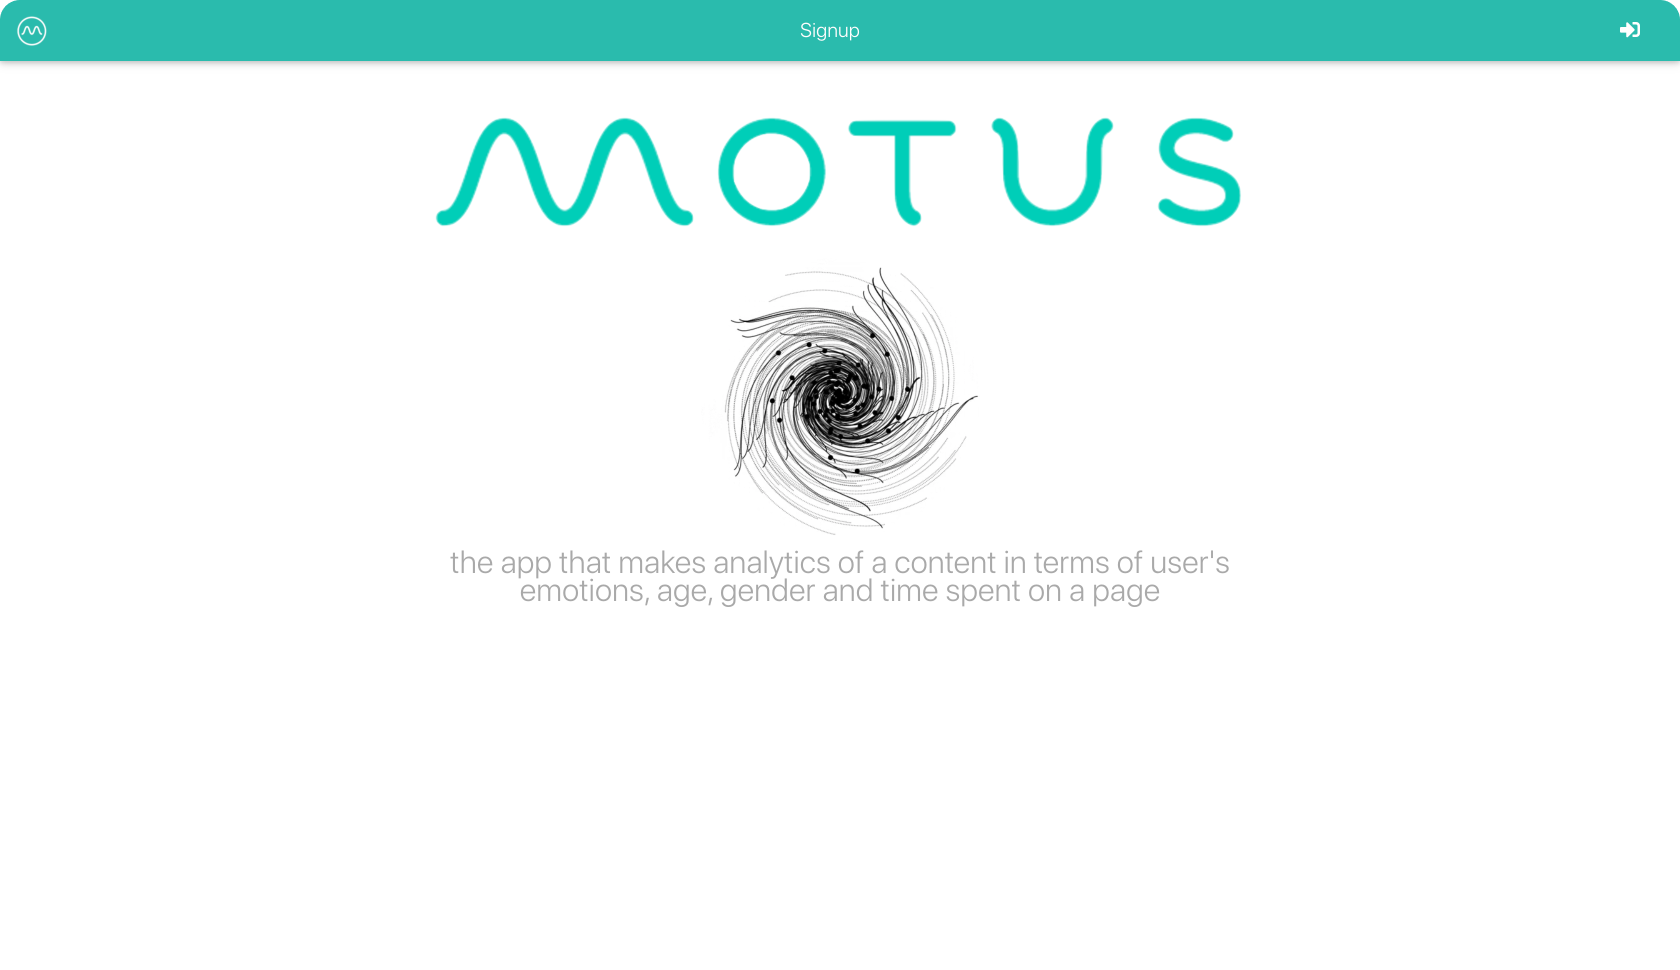 Signup
MOTUS
the app that makes analytics of a content in terms of user's
emotions, age, gender and time spent on a page